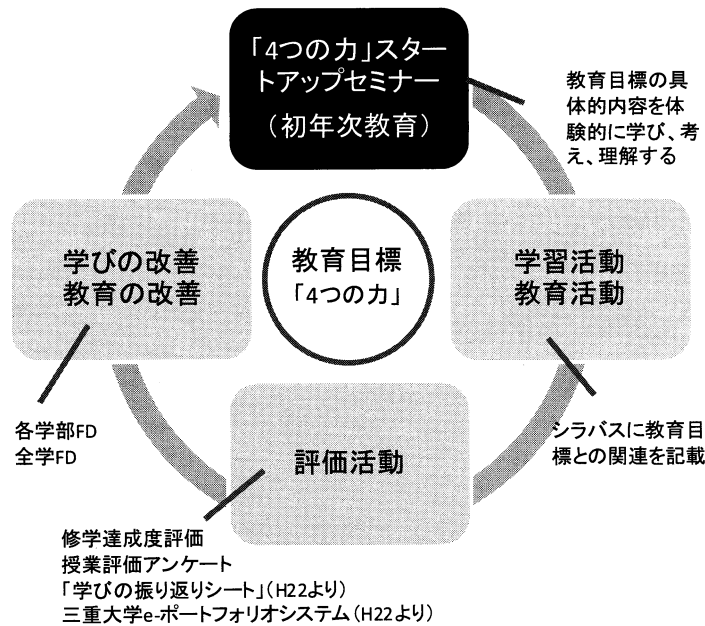 「4つの力」スター
トアップセミナー
（初年次教育）
教育目標の具
体的内容を体
験的に学び、考
え、理解する
学びの改善
教育の改善
教育目標
「4つの力」
学習活動
教育活動
各学部FD
全学FD
評価活動
シラバスに教育目
標との関連を記載
修学達成度評価
授業評価アンケート
「学びの振り返りシート」（H22より）
三重大学e-ポートフォリオシステム（H22より）